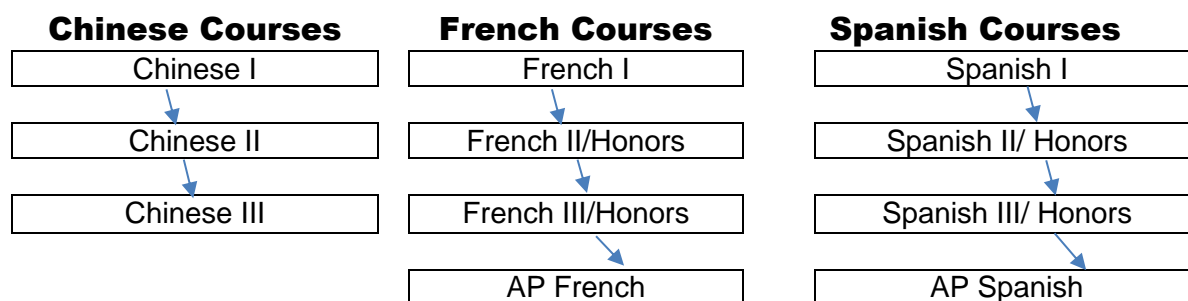 Chinese Courses
Chinese I
Chinese II
Chinese III
French Courses
French I
French II/Honors
French III/Honors
AP French
Spanish Courses
Spanish I
Spanish II/ Honors
Spanish III/ Honors
AP Spanish